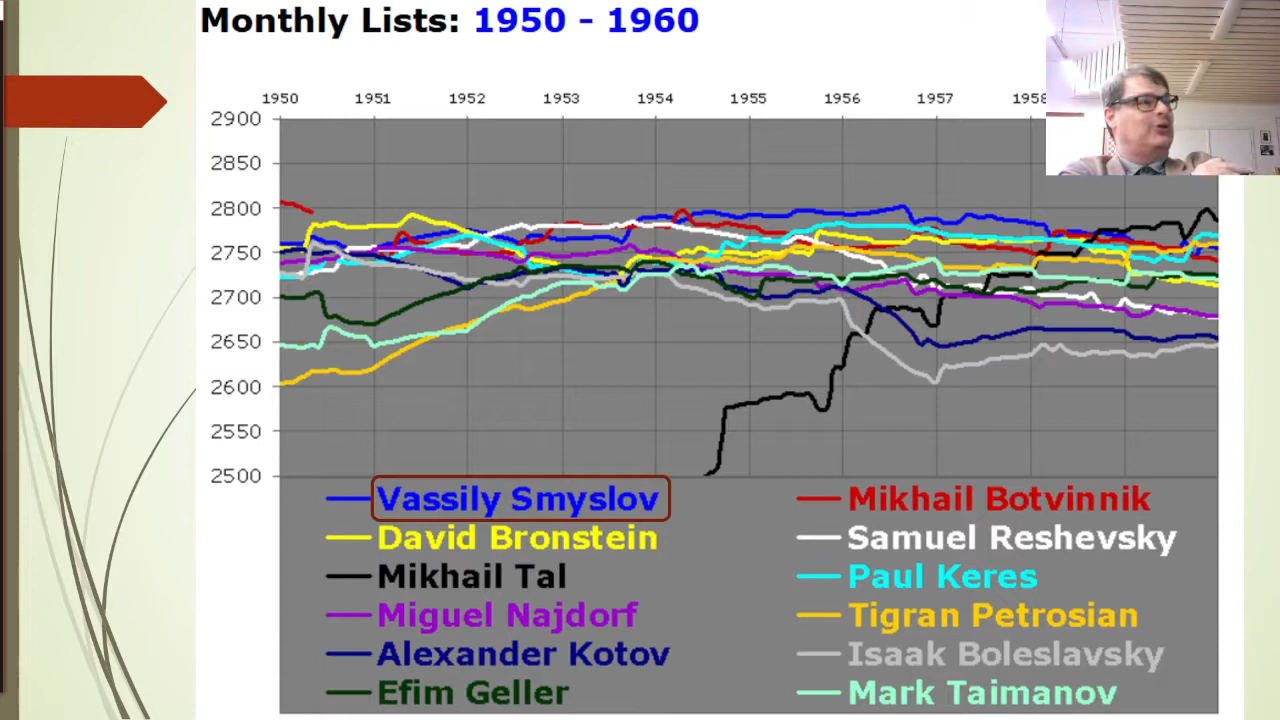 Monthly Lists: 1950 - 1960
1950 1951 1952 1953 1954 1955 1956 1957 1958
2900
2850
2800
2750
2700
2650
2600
2550
2500
Vassily Smyslov Mikhail Botvinnik
David Bronstein Samuel Reshevsky
Mikhail Tal Paul Keres
Miguel Najdorf Tigran Petrosian
Alexander Kotov Isaak Boleslavsky
Efim Geller Mark Taimanov